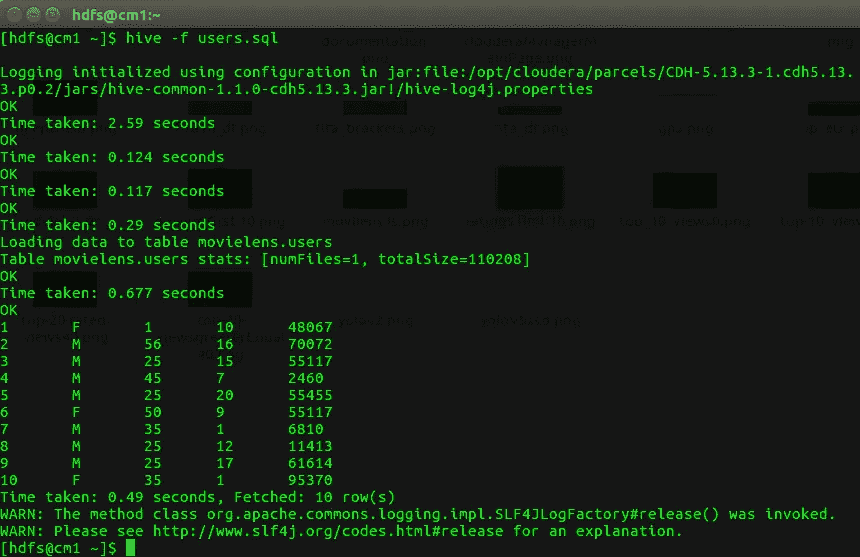 hdfs@cm1:~
[hdfs@cm1 ~]$ hive -f users.sql
Logging initialized using configuration in jar:file:/opt/cloudera/parcels/CDH-5.13.3-1.cdh5.13.
3.p0.2/jars/hive-common-1.1.0-cdh5.13.3.jar!/hive-log4j.properties
OK
Time taken: 2.59 seconds
OK
Time taken: 0.124 seconds
OK
Time taken: 0.117 seconds
OK
Time taken: 0.29 seconds
Loading data to table movielens.users
Table movielens.users stats: [numFiles=1, totalSize=110208]
OK
Time taken: 0.677 seconds
OK
1 F 1 10 48067
2 M 56 16 70072
3 M 25 15 55117
4 M 45 7 2460
5 M 25 20 55455
6 F 50 9 55117
7 M 35 1 6810
8 M 25 12 11413
9 M 25 17 61614
10 F 35 1 95370
Time taken: 0.49 seconds, Fetched: 10 row(s)
WARN: The method class org.apache.commons.logging.impl.SLF4JLogFactory#release() was invoked.
WARN: Please see http://www.slf4j.org/codes.html#release for an explanation.
[hdfs@cm1 ~]$